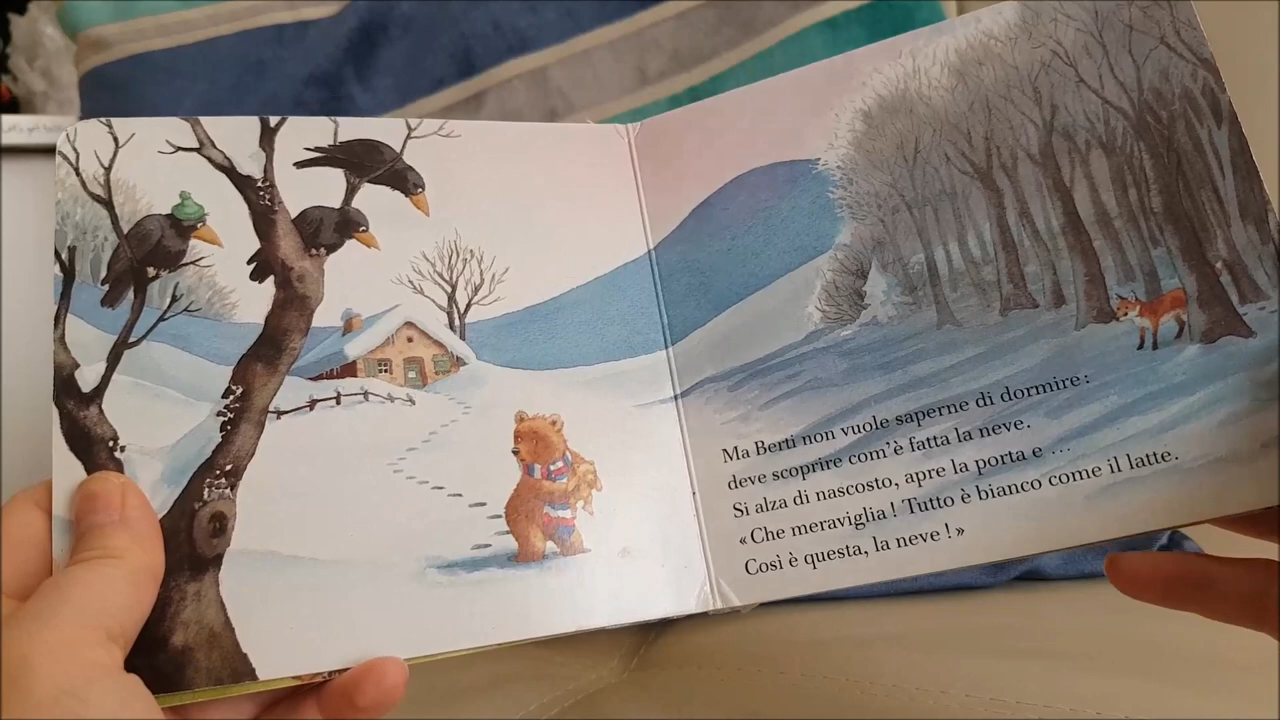 Ma Berti non vuole saperne di dormire:
deve scoprire com'è fatta la neve.
Si alza di nascosto, apre la porta e ...
«Che meraviglia! Tutto è bianco come il latte.
Così è questa, la neve!»